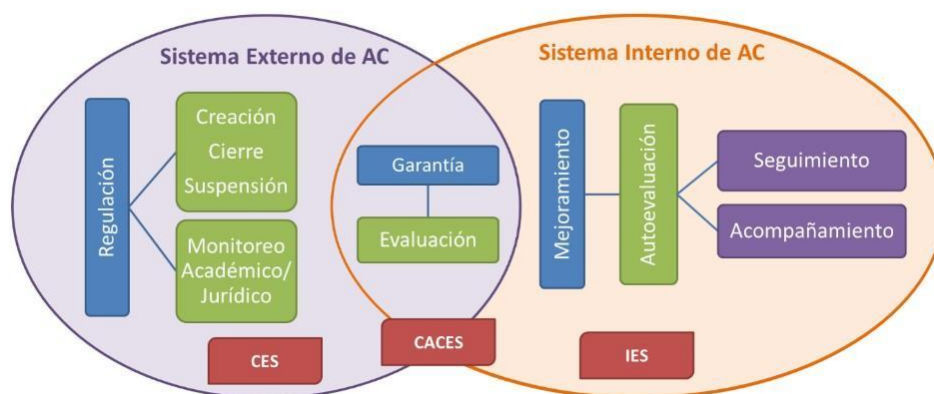 Sistema Externo de AC
Sistema Interno de AC
Regulación
Creación
Cierre
Suspensión
Monitoreo
Académico/
Jurídico
Garantía
Evaluación
Mejoramiento
Autoevaluación
Seguimiento
Acompañamiento
CES
CACES
IES